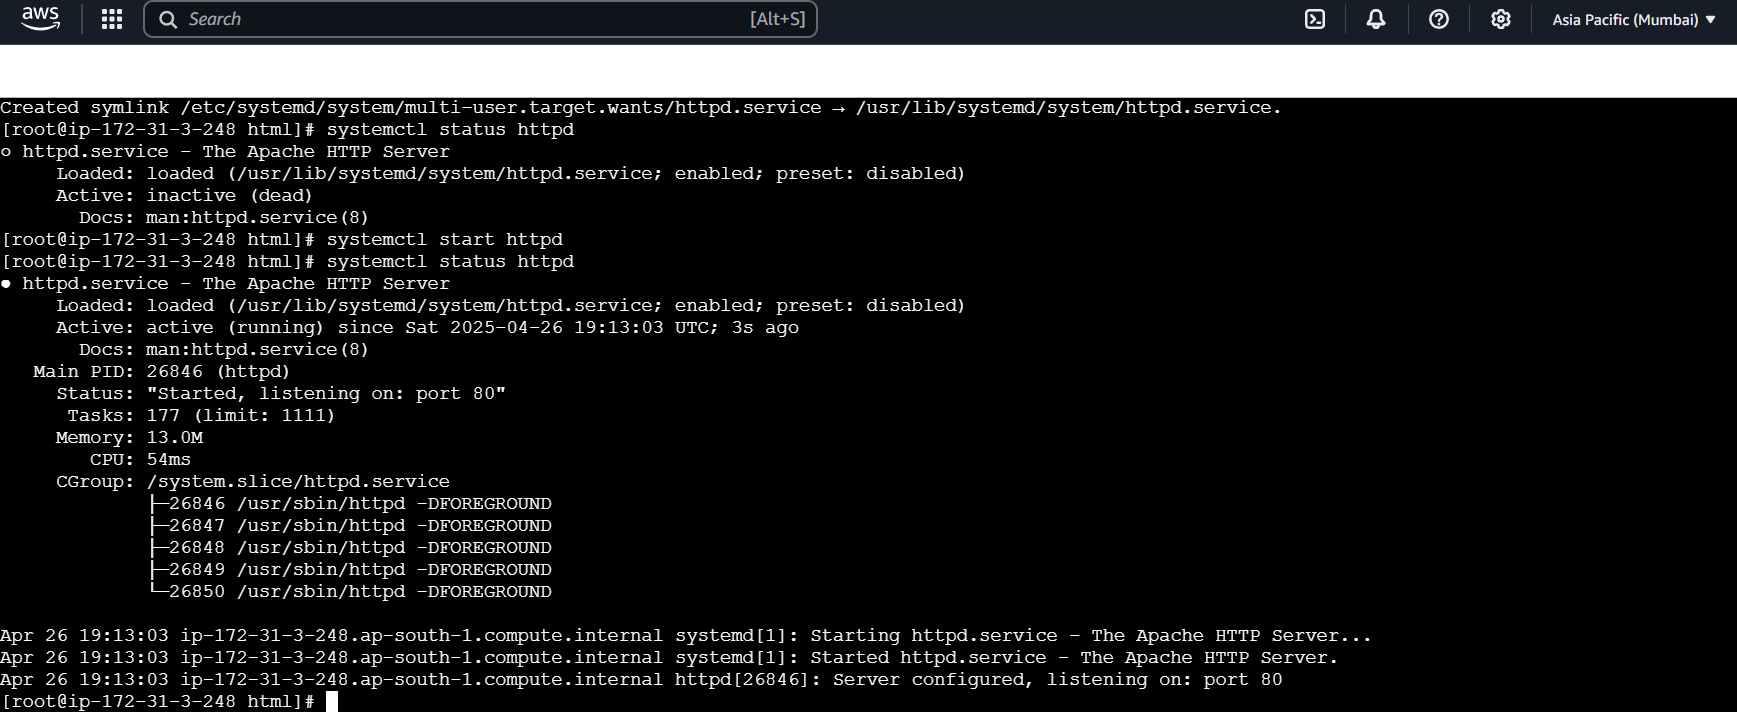 aws
Search [Alt+S]
Asia Pacific (Mumbai) ▼
Created symlink /etc/systemd/system/multi-user.target.wants/httpd.service → /usr/lib/systemd/system/httpd.service.
[root@ip-172-31-3-248 html]# systemctl status httpd
○ httpd.service - The Apache HTTP Server
     Loaded: loaded (/usr/lib/systemd/system/httpd.service; enabled; preset: disabled)
     Active: inactive (dead)
       Docs: man:httpd.service(8)
[root@ip-172-31-3-248 html]# systemctl start httpd
[root@ip-172-31-3-248 html]# systemctl status httpd
● httpd.service - The Apache HTTP Server
     Loaded: loaded (/usr/lib/systemd/system/httpd.service; enabled; preset: disabled)
     Active: active (running) since Sat 2025-04-26 19:13:03 UTC; 3s ago
       Docs: man:httpd.service(8)
   Main PID: 26846 (httpd)
     Status: "Started, listening on: port 80"
      Tasks: 177 (limit: 1111)
     Memory: 13.0M
        CPU: 54ms
     CGroup: /system.slice/httpd.service
             ├─26846 /usr/sbin/httpd -DFOREGROUND
             ├─26847 /usr/sbin/httpd -DFOREGROUND
             ├─26848 /usr/sbin/httpd -DFOREGROUND
             ├─26849 /usr/sbin/httpd -DFOREGROUND
             └─26850 /usr/sbin/httpd -DFOREGROUND
Apr 26 19:13:03 ip-172-31-3-248.ap-south-1.compute.internal systemd[1]: Starting httpd.service - The Apache HTTP Server...
Apr 26 19:13:03 ip-172-31-3-248.ap-south-1.compute.internal systemd[1]: Started httpd.service - The Apache HTTP Server.
Apr 26 19:13:03 ip-172-31-3-248.ap-south-1.compute.internal httpd[26846]: Server configured, listening on: port 80
[root@ip-172-31-3-248 html]#